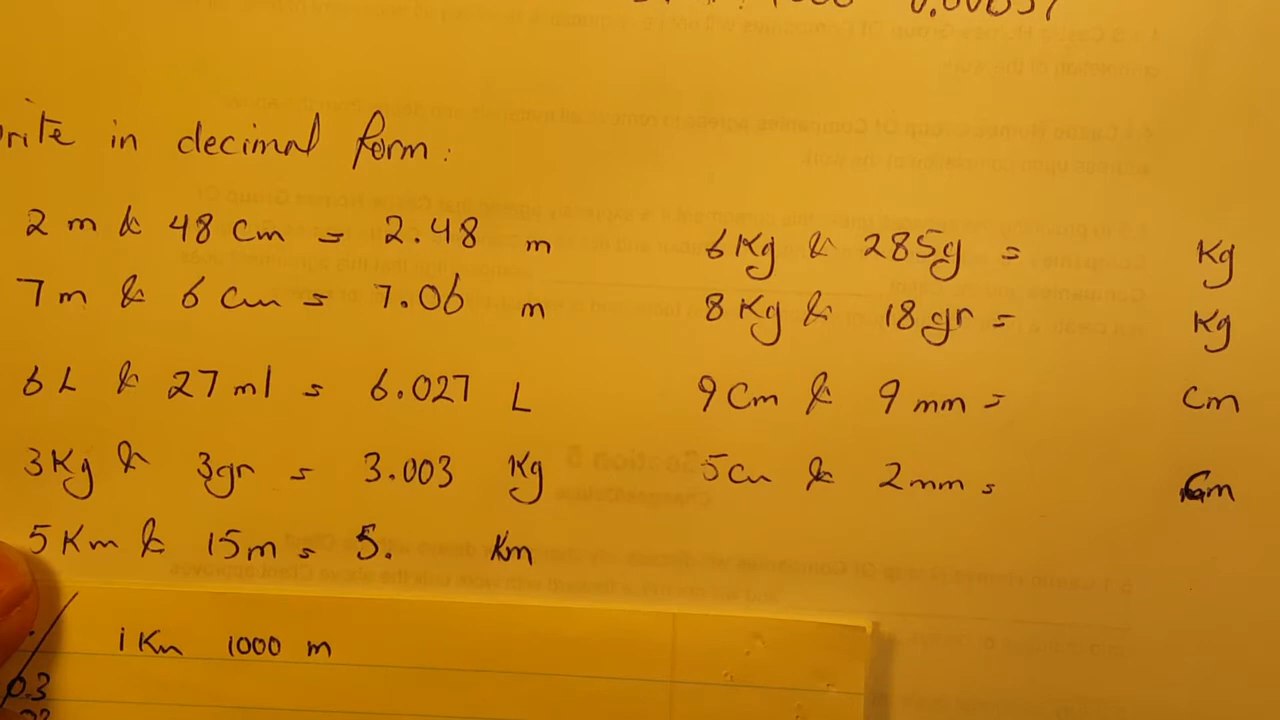 0.00037
rite in decimal form:
2 m & 48 cm = 2.48 m
7 m & 6 cm = 7.06 m
6 L & 27 ml = 6.027 L
3 Kg & 3 gr = 3.003 Kg
5 Km & 15 m = 5. Km
6 Kg & 285 g = Kg
8 Kg & 18 gr = Kg
9 Cm & 9 mm = Cm
5 Cm & 2 mm = Cm
1 Km 1000 m
0.3